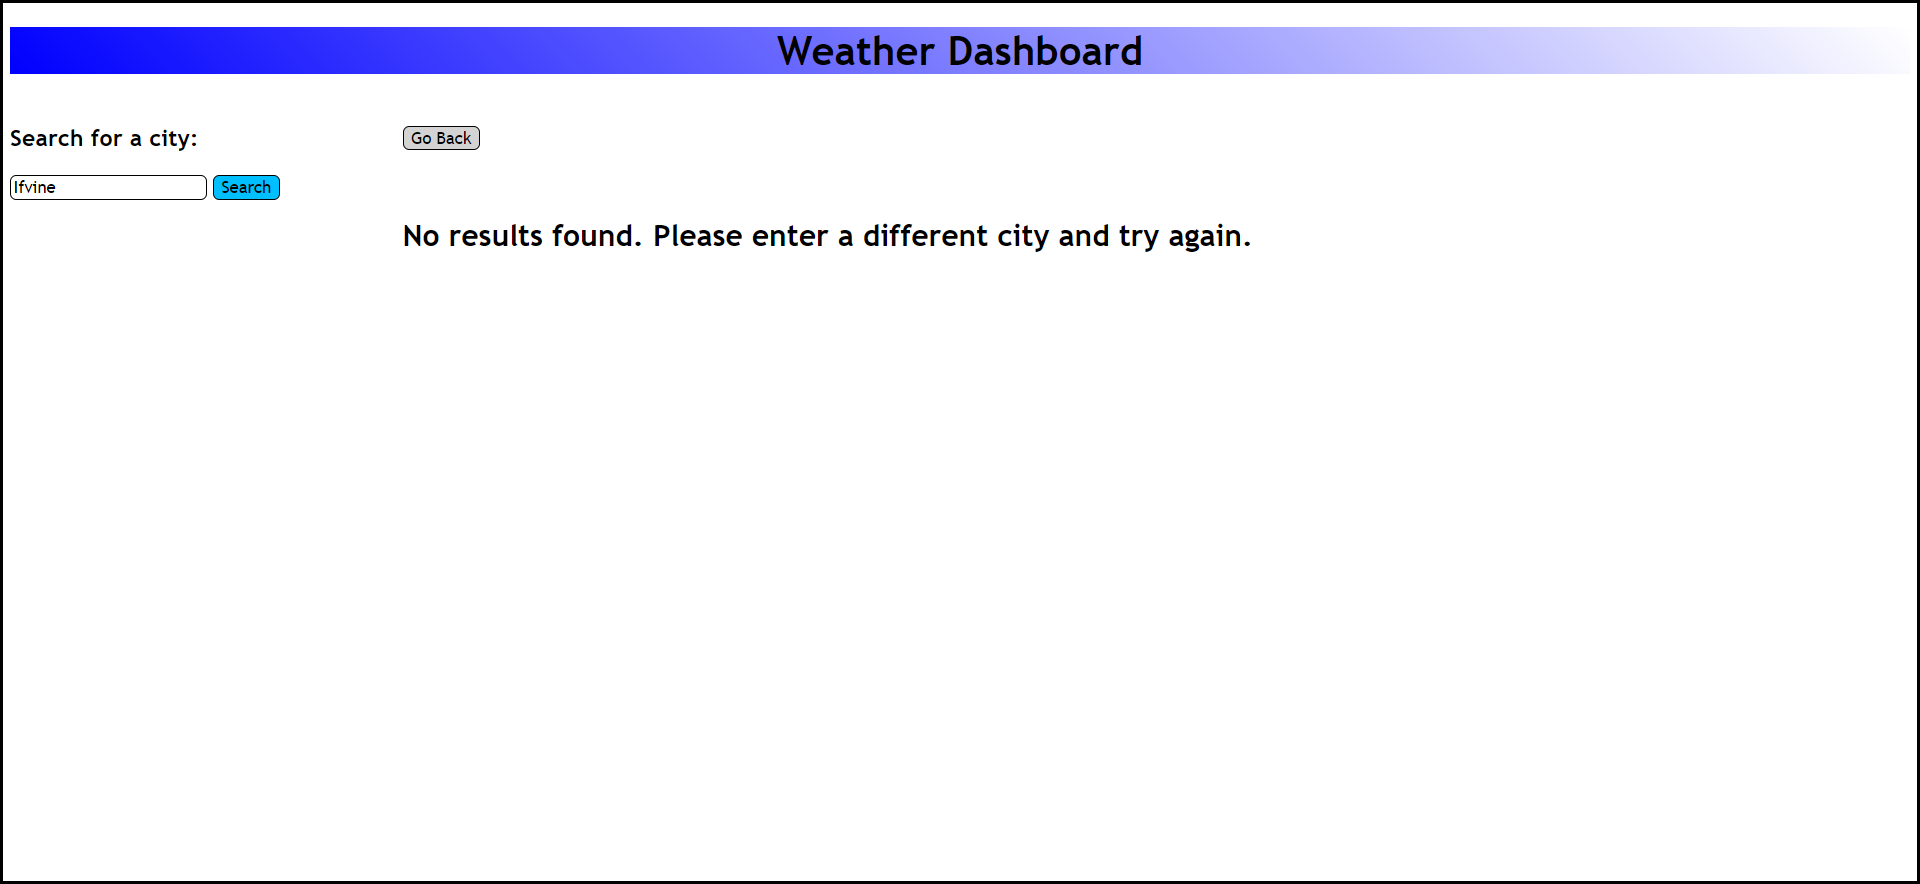 Weather Dashboard
Search for a city:
Ifvine
Search
Go Back
No results found. Please enter a different city and try again.